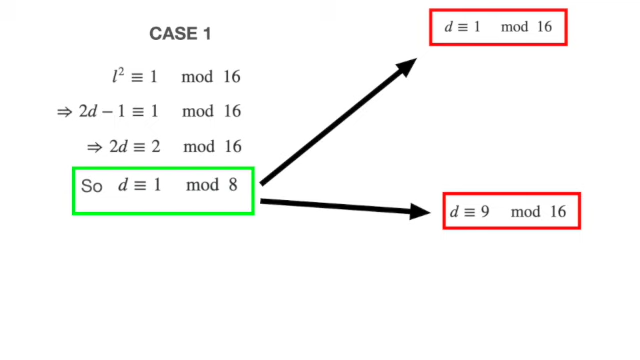 CASE 1
l² ≡ 1 mod 16
⇒ 2d − 1 ≡ 1 mod 16
⇒ 2d ≡ 2 mod 16
So d ≡ 1 mod 8
d ≡ 1 mod 16
d ≡ 9 mod 16